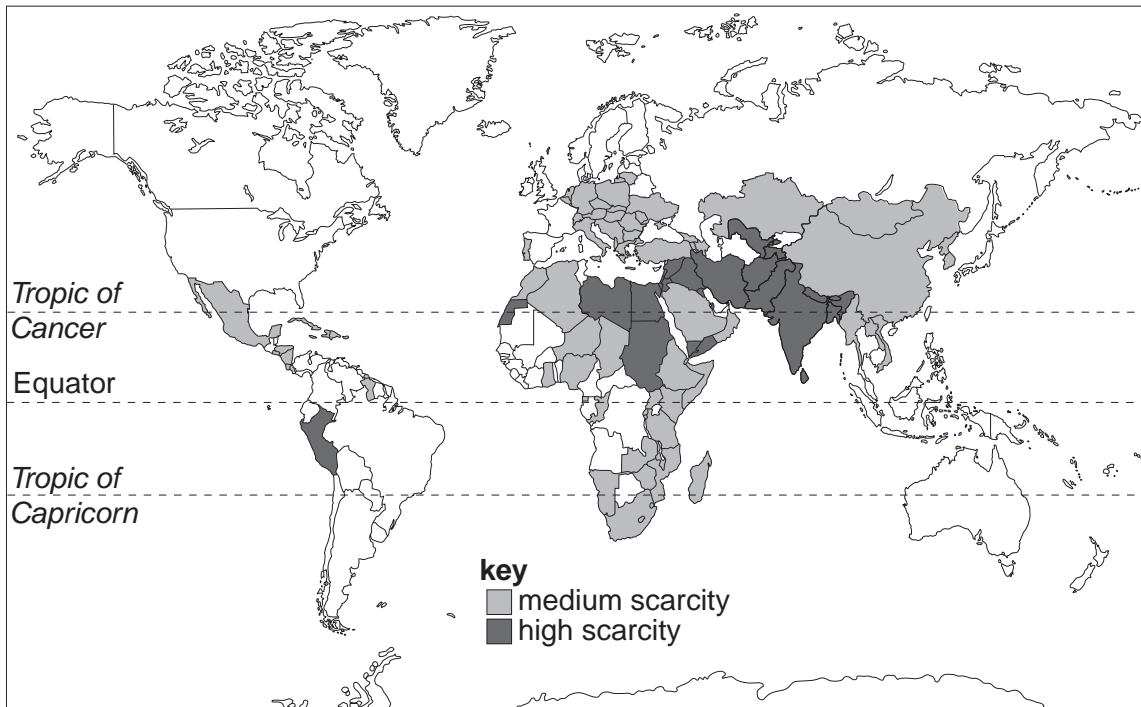 Tropic of
Cancer
Equator
Tropic of
Capricorn
key
medium scarcity
high scarcity